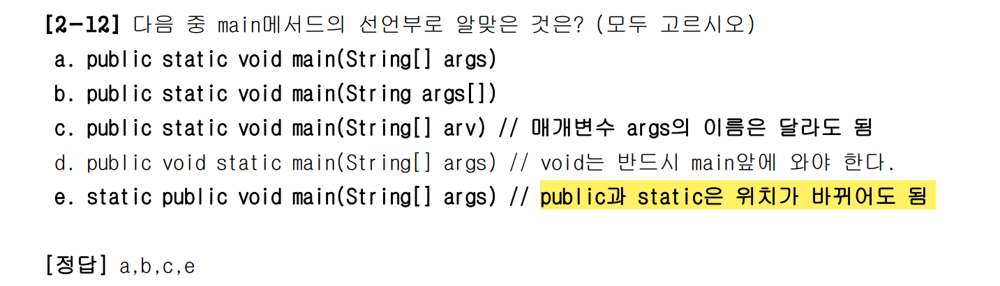 [2-12] 다음 중 main메서드의 선언부로 알맞은 것은? (모두 고르시오)
a. public static void main(String[] args)
b. public static void main(String args[])
c. public static void main(String[] arv) // 매개변수 args의 이름은 달라도 됨
d. public void static main(String[] args) // void는 반드시 main앞에 와야 한다.
e. static public void main(String[] args) // public과 static은 위치가 바뀌어도 됨
[정답] a,b,c,e